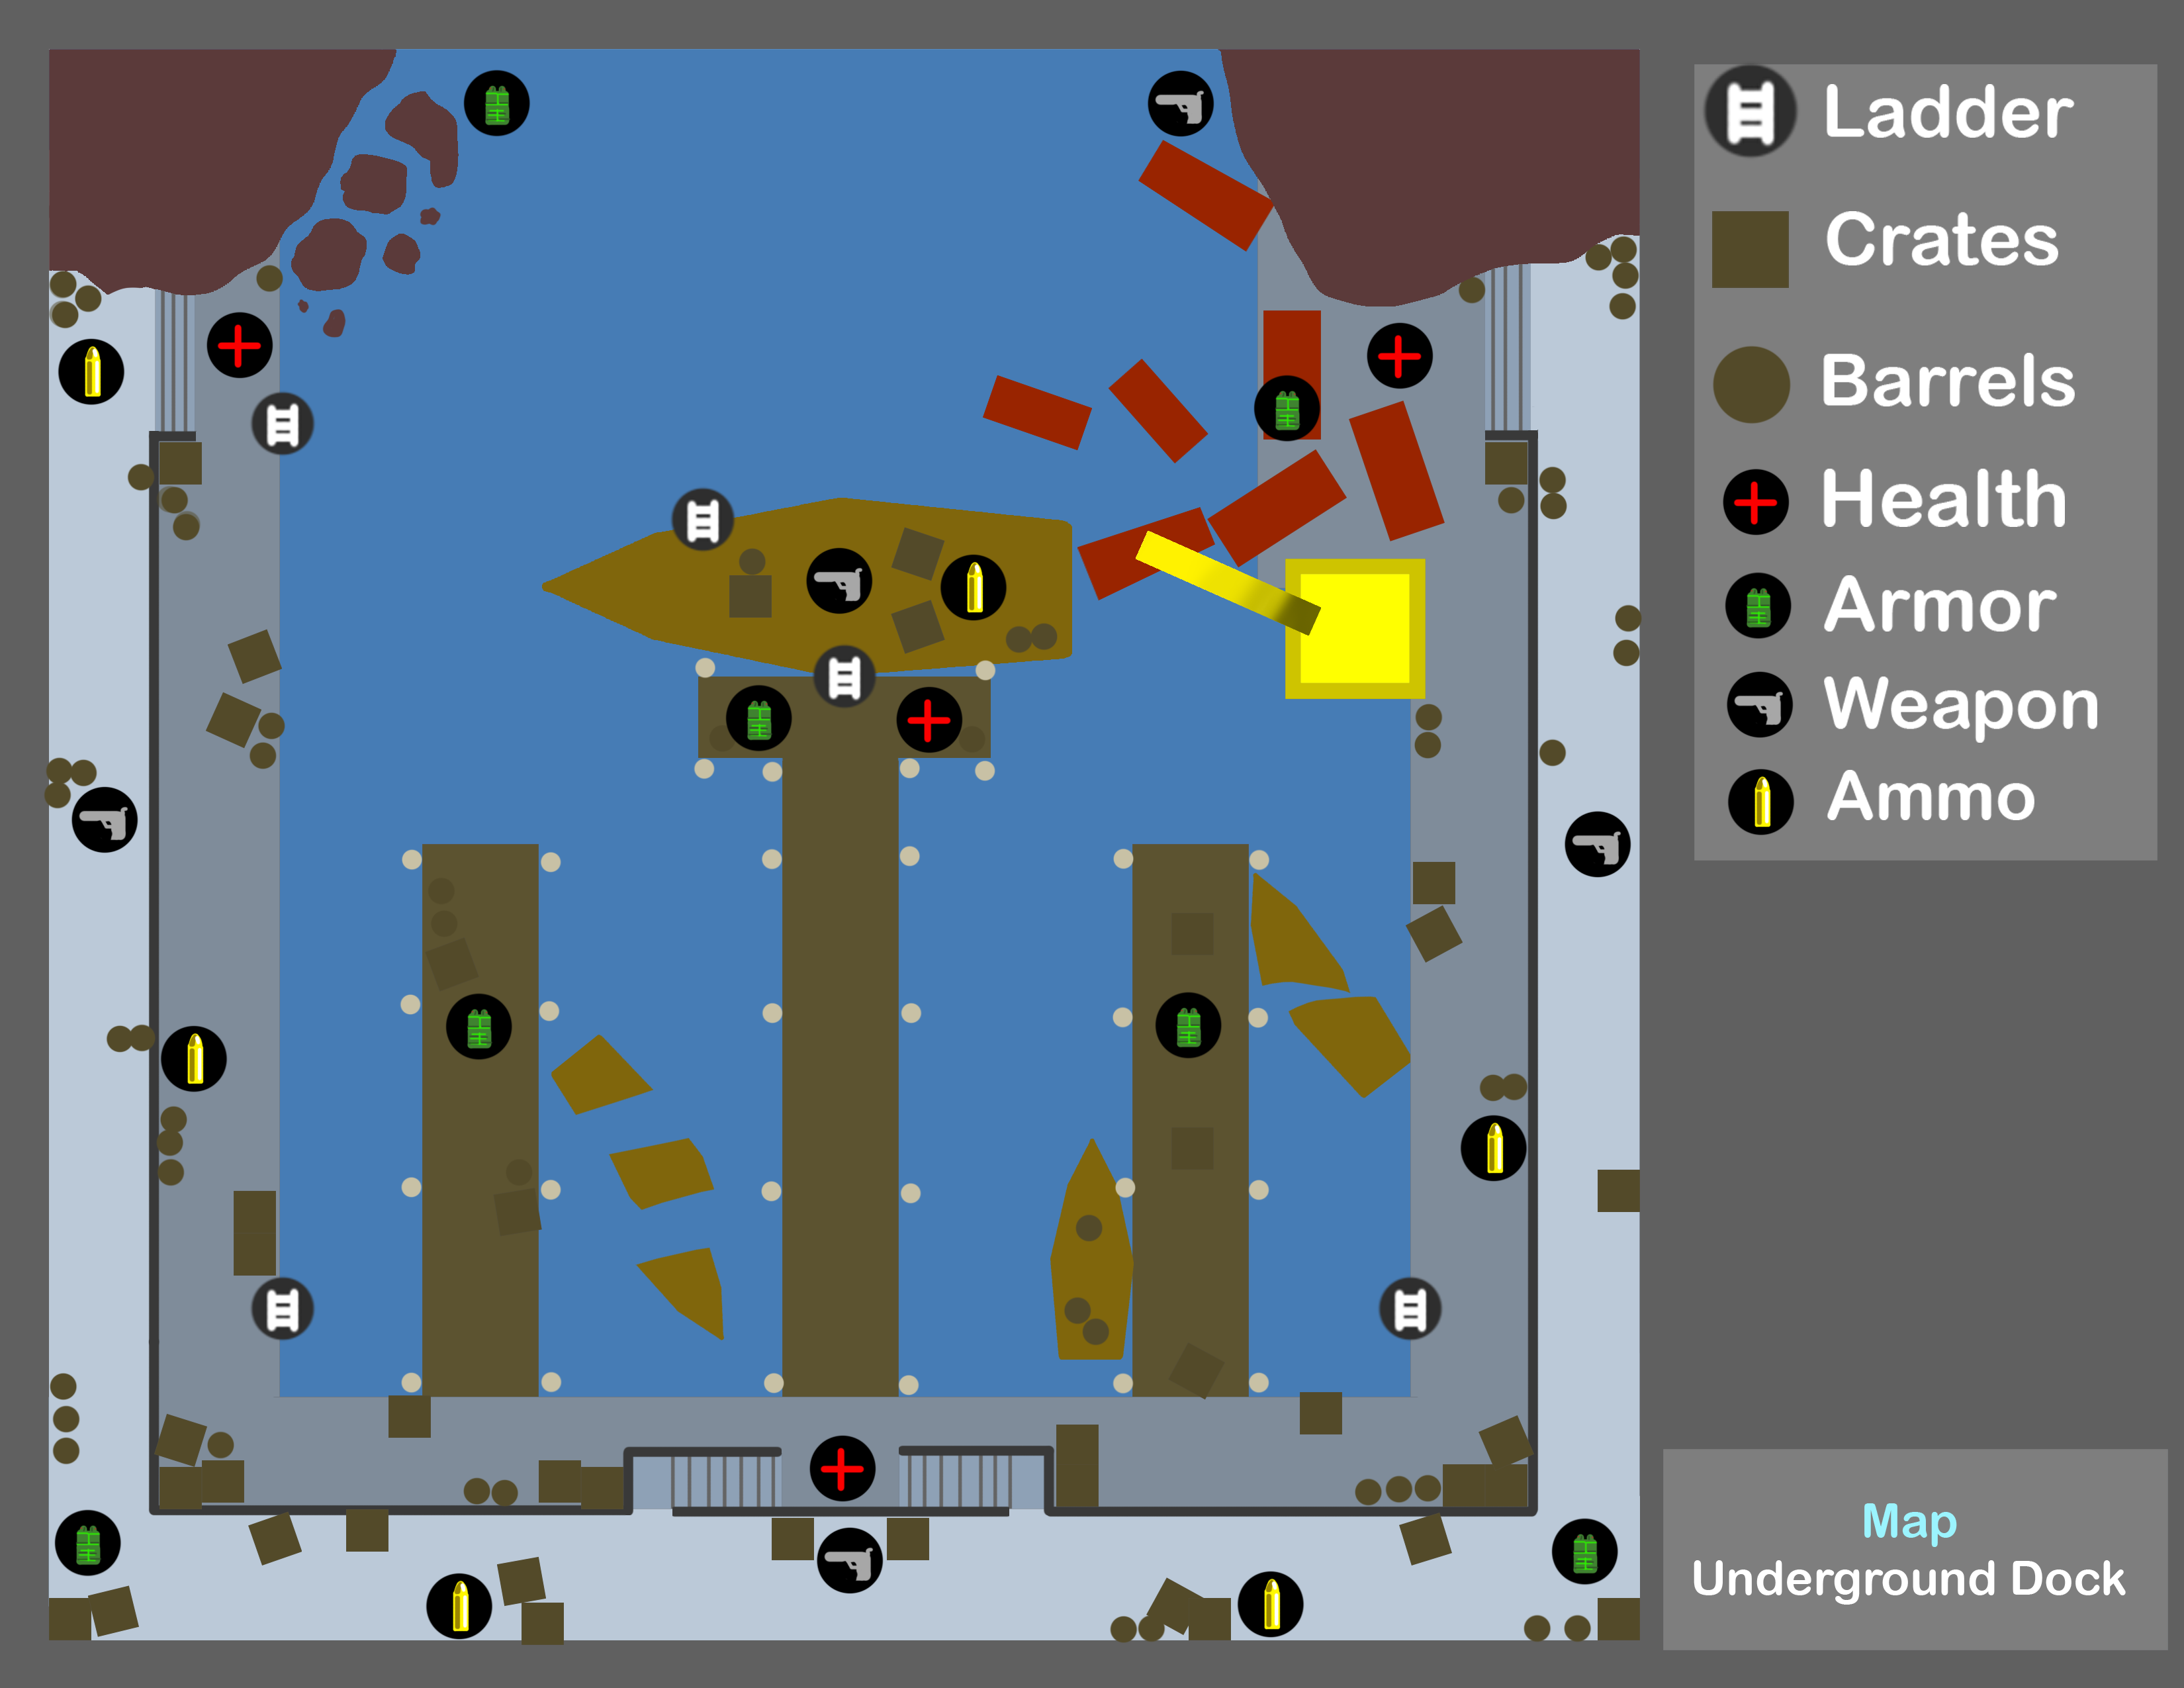 Ladder
Crates
Barrels
Health
Armor
Weapon
Ammo
Map
Underground Dock